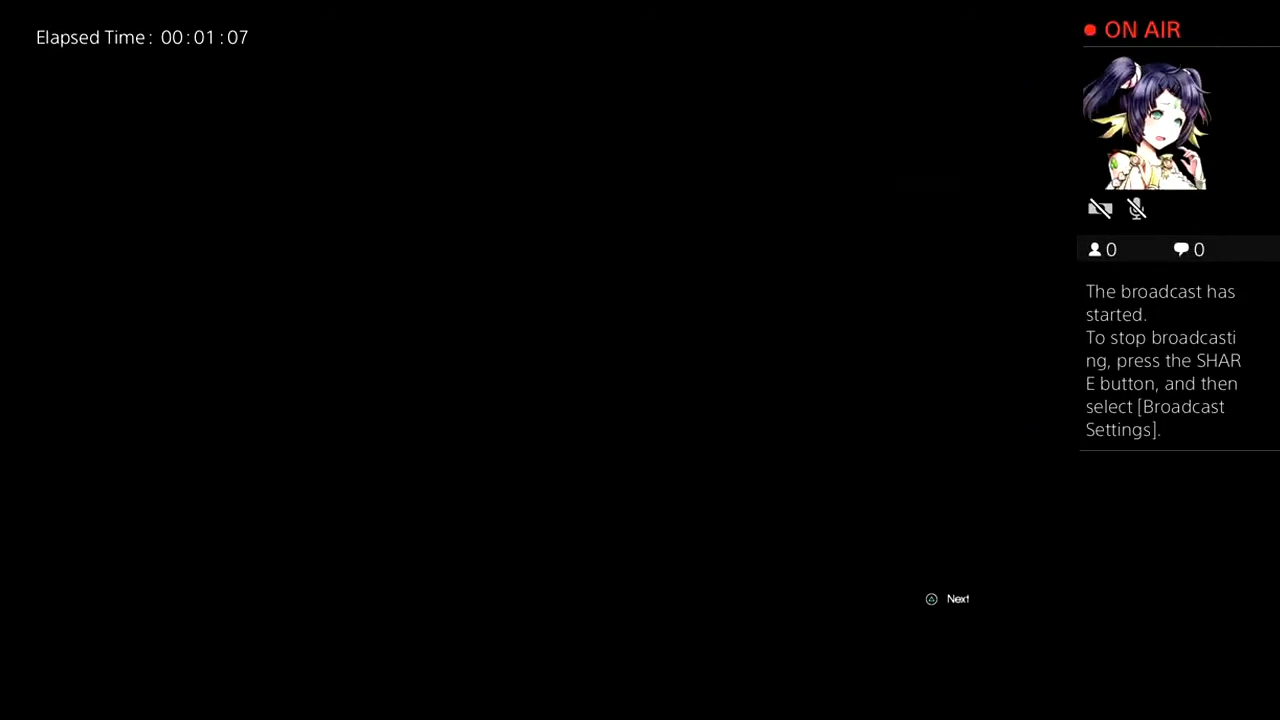 Elapsed Time: 00:01:07
ON AIR
0 0
The broadcast has
started.
To stop broadcasti
ng, press the SHAR
E button, and then
select [Broadcast
Settings].
Next